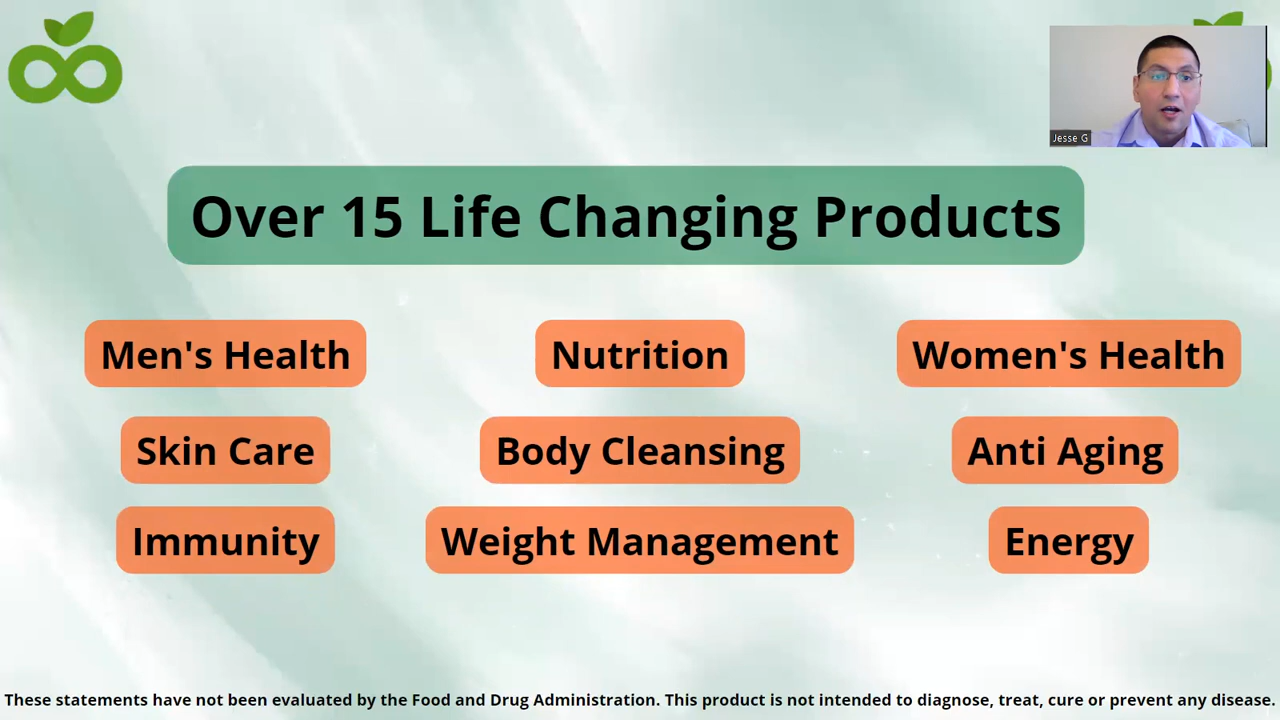 Jesse G
Over 15 Life Changing Products
Men's Health
Nutrition
Women's Health
Skin Care
Body Cleansing
Anti Aging
Immunity
Weight Management
Energy
These statements have not been evaluated by the Food and Drug Administration. This product is not intended to diagnose, treat, cure or prevent any disease.